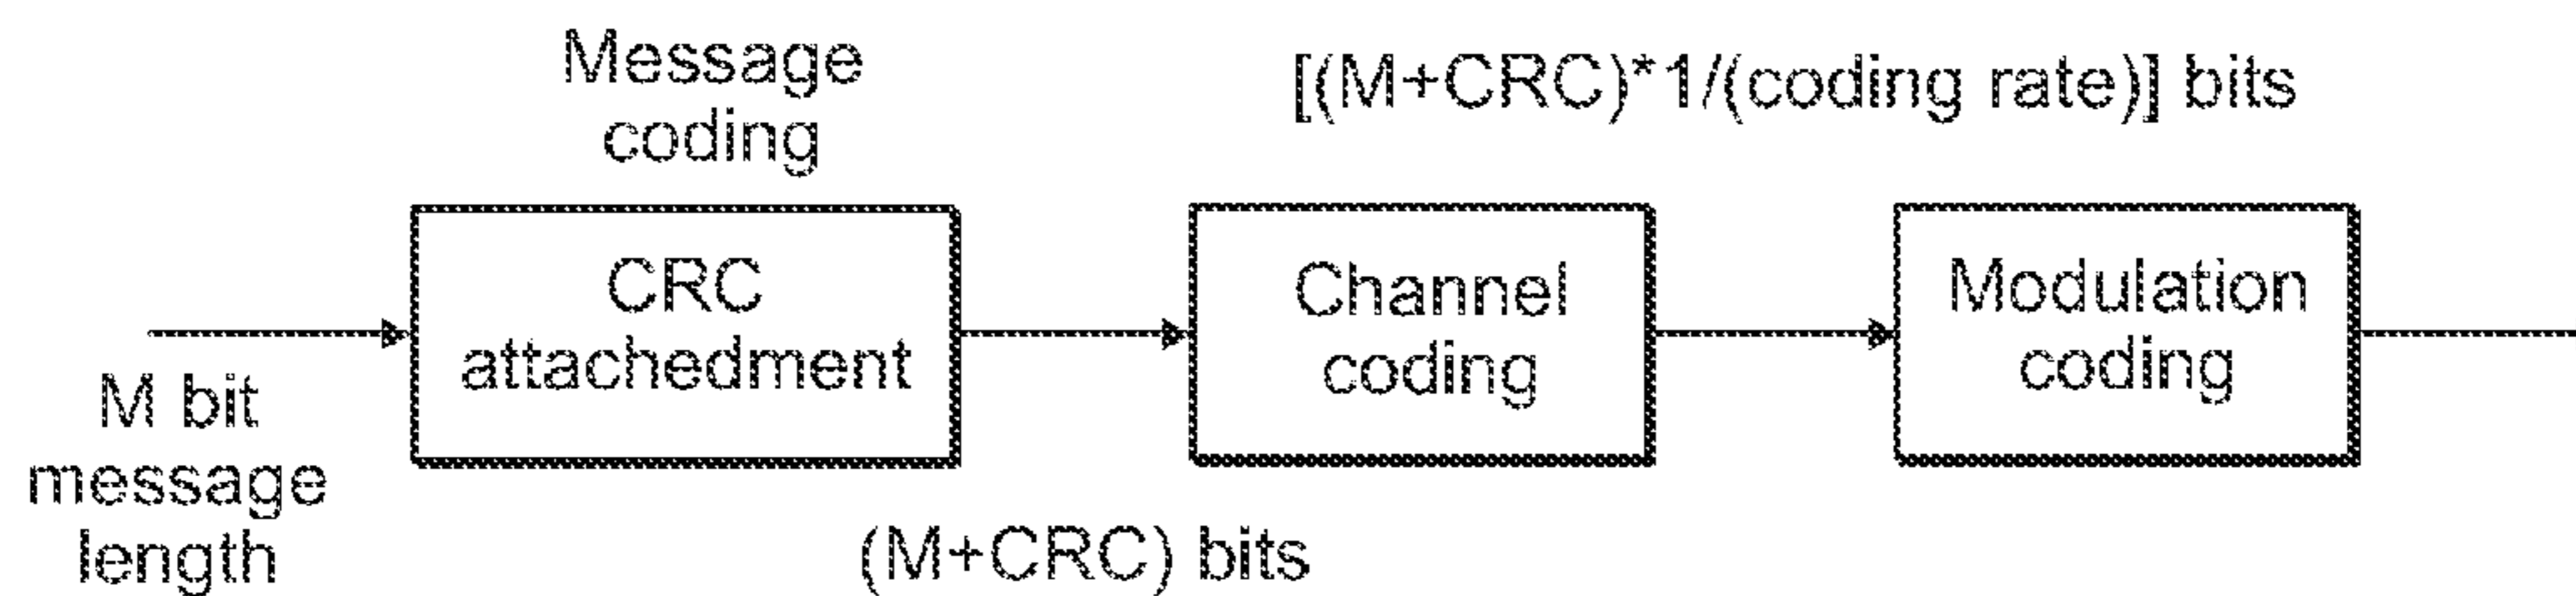 Message
coding
[(M+CRC)*1/(coding rate)] bits
CRC
attachedment
Channel
coding
Modulation
coding
M bit
message
length
(M+CRC) bits